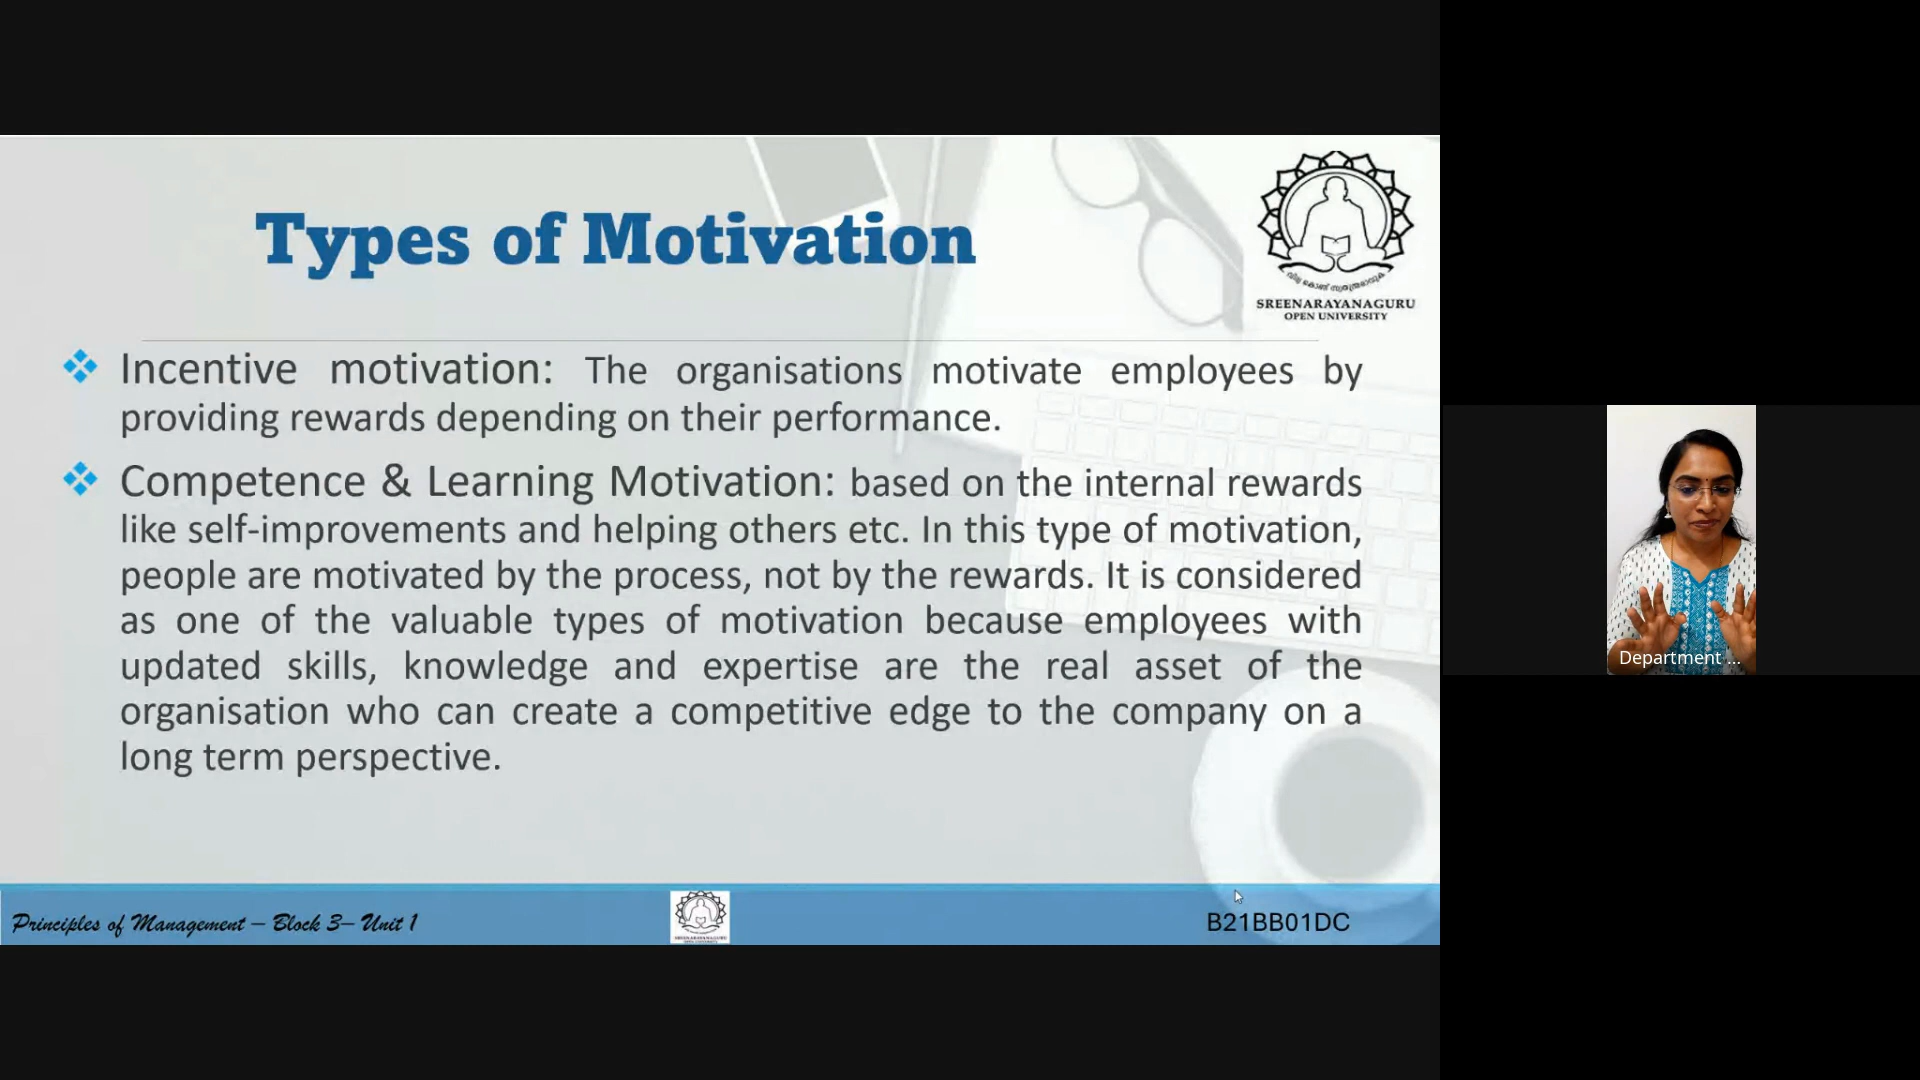 Types of Motivation
SREENARAYANAGURU
OPEN UNIVERSITY
Incentive motivation: The organisations motivate employees by
providing rewards depending on their performance.
Competence & Learning Motivation: based on the internal rewards
like self-improvements and helping others etc. In this type of motivation,
people are motivated by the process, not by the rewards. It is considered
as one of the valuable types of motivation because employees with
updated skills, knowledge and expertise are the real asset of the
organisation who can create a competitive edge to the company on a
long term perspective.
Department ...
Principles of Management – Block 3– Unit 1
B21BB01DC